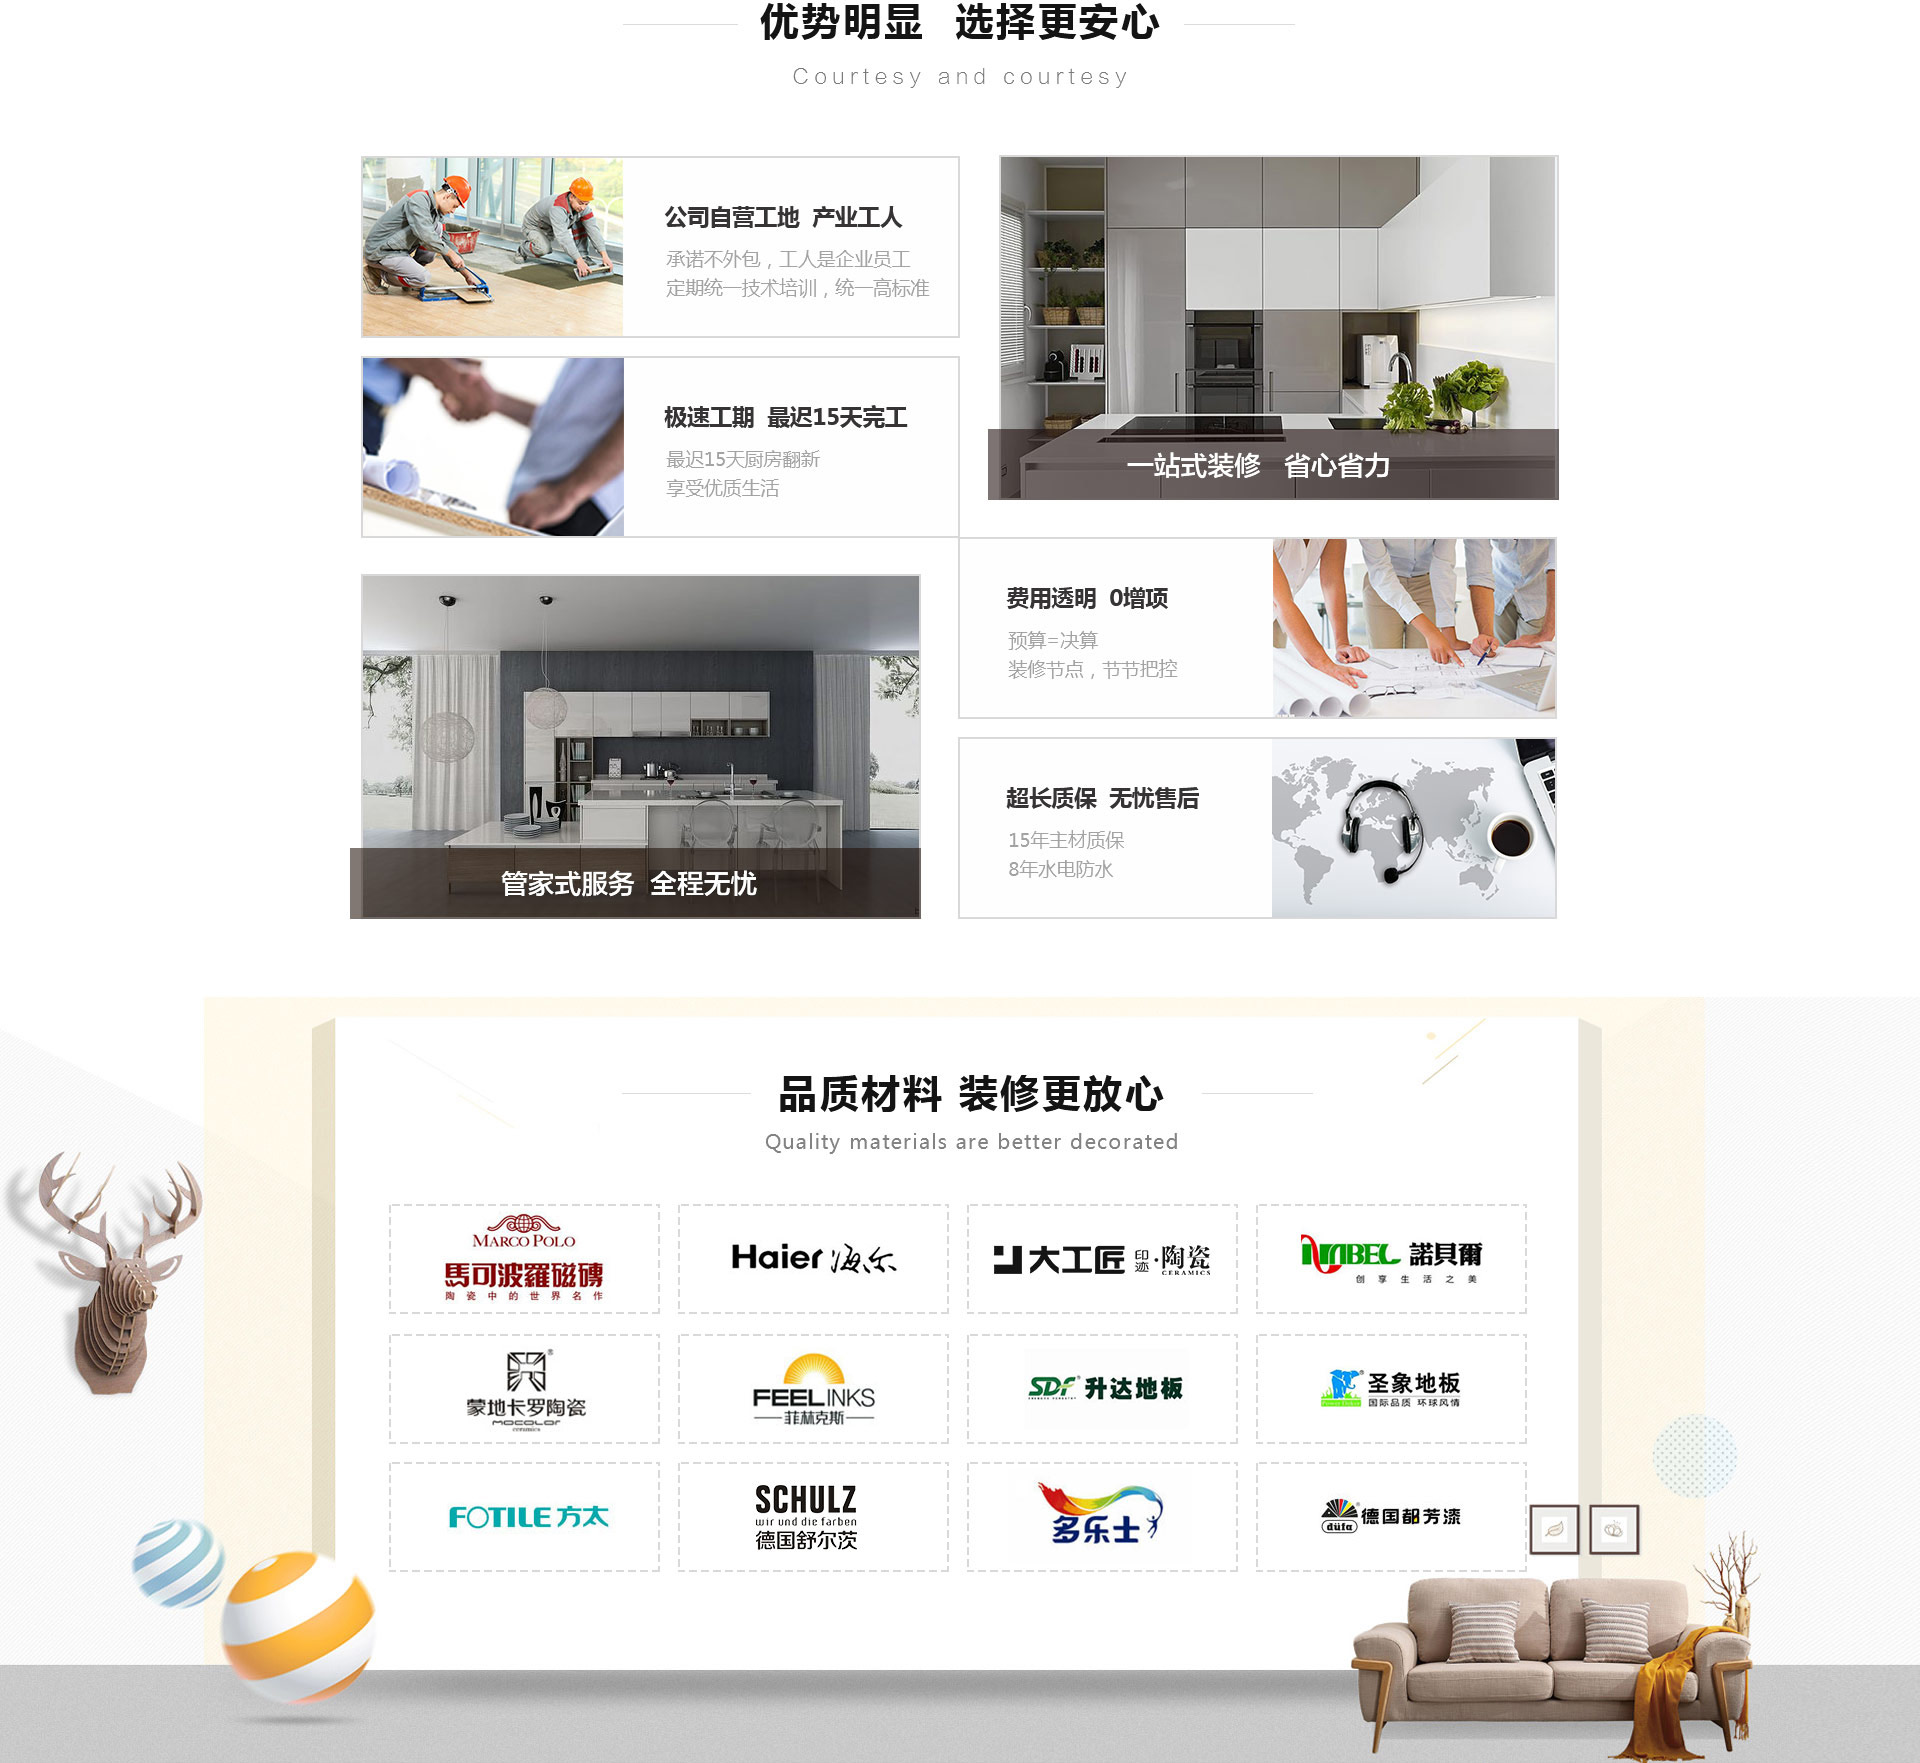 优势明显 选择更安心
Courtesy and courtesy
公司自营工地 产业工人
承诺不外包，工人是企业员工
定期统一技术培训，统一高标准
极速工期 最迟15天完工
最迟15天厨房翻新
享受优质生活
一站式装修 省心省力
管家式服务 全程无忧
费用透明 0增项
预算=决算
装修节点，节节把控
超长质保 无忧售后
15年主材质保
8年水电防水
品质材料 装修更放心
Quality materials are better decorated
MARCO POLO
馬可波羅磁磚
陶瓷中的世界名作
Haier 海尔
大工匠 印迹·陶瓷
CERAMICS
NABEL 諾貝爾
创享生活之美
蒙地卡罗陶瓷
MOCOLOR
ceramics
FEELINKS
菲林克斯
SDF 升达地板
圣象地板
国际品质 环球风情
FOTILE 方太
SCHULZ
wir und die farben
德国舒尔茨
多乐士
düfa 德国都芳漆